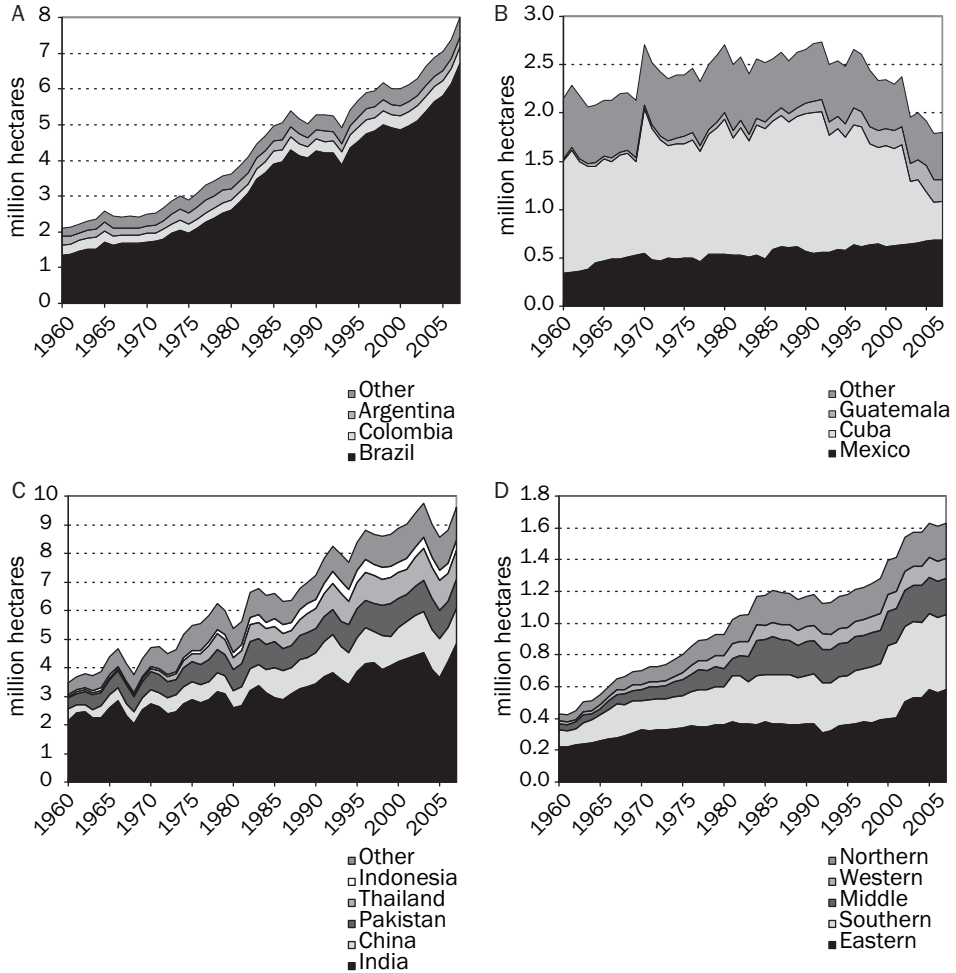 A
8
7
6
5
4
3
2
1
0
million hectares
1960
1965
1970
1975
1980
1985
1990
1995
2000
2005
Other
Argentina
Colombia
Brazil
B
3.0
2.5
2.0
1.5
1.0
0.5
0.0
million hectares
1960
1965
1970
1975
1980
1985
1990
1995
2000
2005
Other
Guatemala
Cuba
Mexico
C
10
9
8
7
6
5
4
3
2
1
0
million hectares
1960
1965
1970
1975
1980
1985
1990
1995
2000
2005
Other
Indonesia
Thailand
Pakistan
China
India
D
1.8
1.6
1.4
1.2
1.0
0.8
0.6
0.4
0.2
0.0
million hectares
1960
1965
1970
1975
1980
1985
1990
1995
2000
2005
Northern
Western
Middle
Southern
Eastern